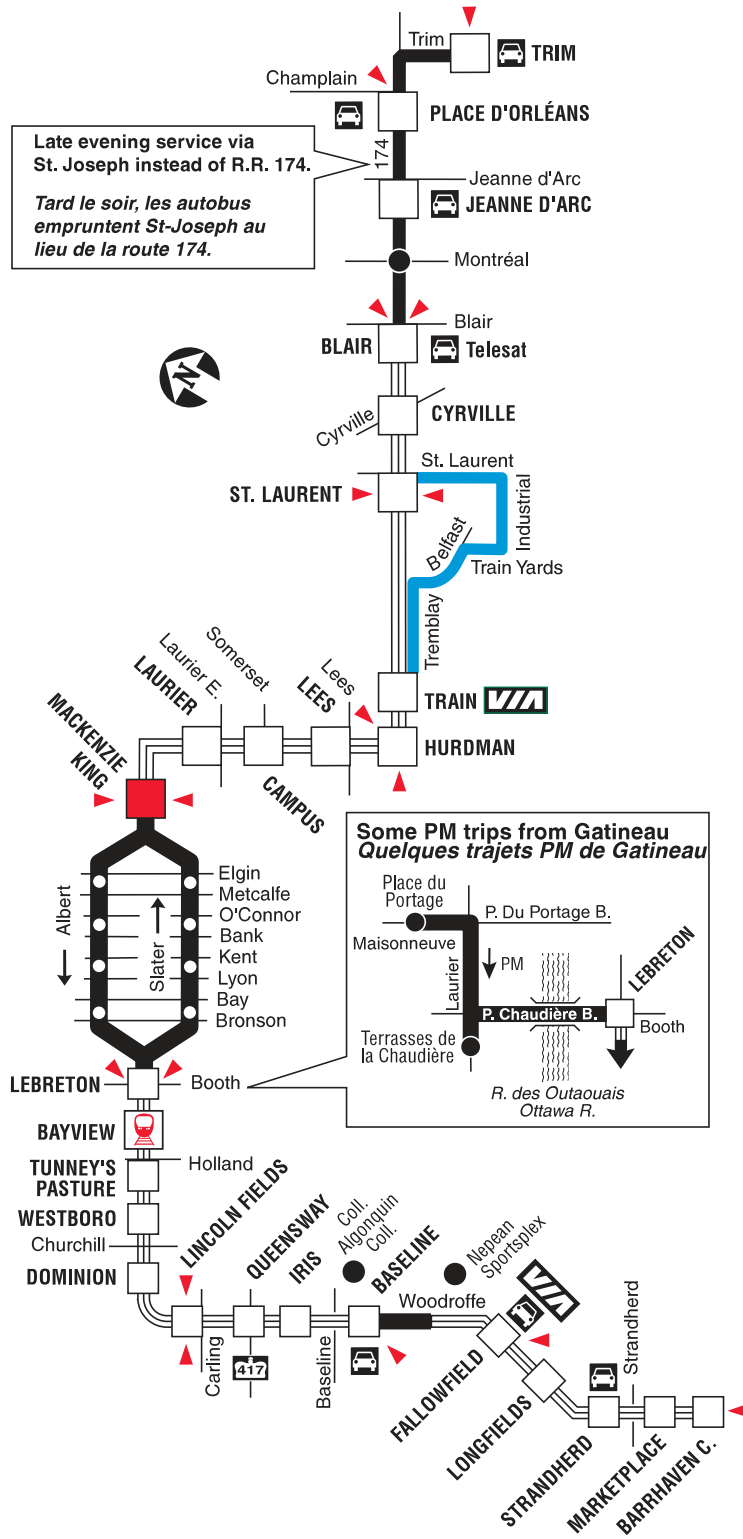 Trim
TRIM
Champlain
PLACE D'ORLÉANS
174
Late evening service via
St. Joseph instead of R.R. 174.
Tard le soir, les autobus
empruntent St-Joseph au
lieu de la route 174.
Jeanne d'Arc
JEANNE D'ARC
Montréal
Blair
BLAIR
Telesat
N
CYRVILLE
Cyrville
St. Laurent
ST. LAURENT
Industrial
Belfast
Train Yards
Tremblay
TRAIN
VIA
HURDMAN
Lees
LEES
Somerset
CAMPUS
Laurier E.
LAURIER
MACKENZIE
KING
Albert
Slater
Elgin
Metcalfe
O'Connor
Bank
Kent
Lyon
Bay
Bronson
Some PM trips from Gatineau
Quelques trajets PM de Gatineau
Place du
Portage
P. Du Portage B.
Maisonneuve
Laurier
PM
LEBRETON
P. Chaudière B.
Booth
Terrasses de
la Chaudière
R. des Outaouais
Ottawa R.
LEBRETON
Booth
BAYVIEW
Holland
TUNNEY'S
PASTURE
WESTBORO
Churchill
DOMINION
LINCOLN FIELDS
Carling
QUEENSWAY
417
IRIS
Baseline
Coll.
Algonquin
Coll.
BASELINE
Nepean
Sportsplex
Woodroffe
VIA
FALLOWFIELD
LONGFIELDS
STRANDHERD
Strandherd
MARKETPLACE
BARRHAVEN C.